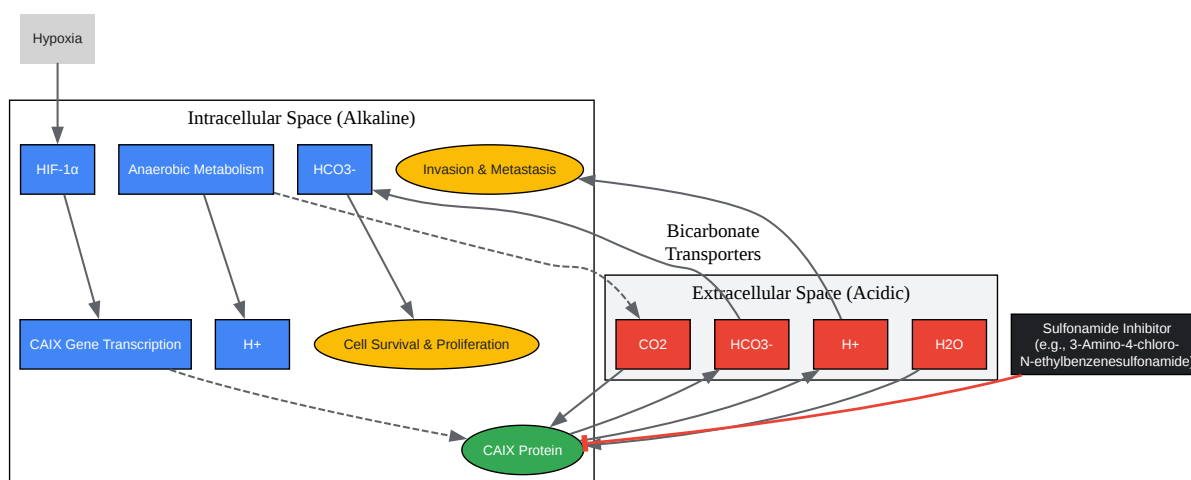 Hypoxia
Intracellular Space (Alkaline)
HIF-1α
Anaerobic Metabolism
HCO3-
Invasion & Metastasis
Bicarbonate
Transporters
Extracellular Space (Acidic)
CAIX Gene Transcription
H+
Cell Survival & Proliferation
CO2
HCO3-
H+
H2O
Sulfonamide Inhibitor
(e.g., 3-Amino-4-chloro-
N-ethylbenzenesulfonamide)
CAIX Protein